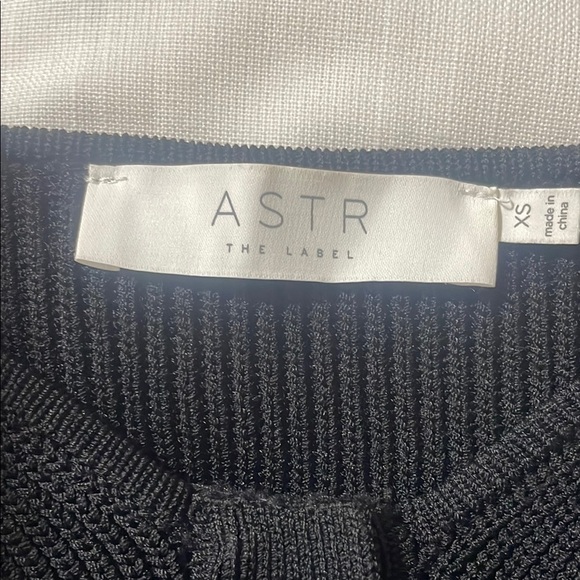 ASTR
THE LABEL
XS
made in
china